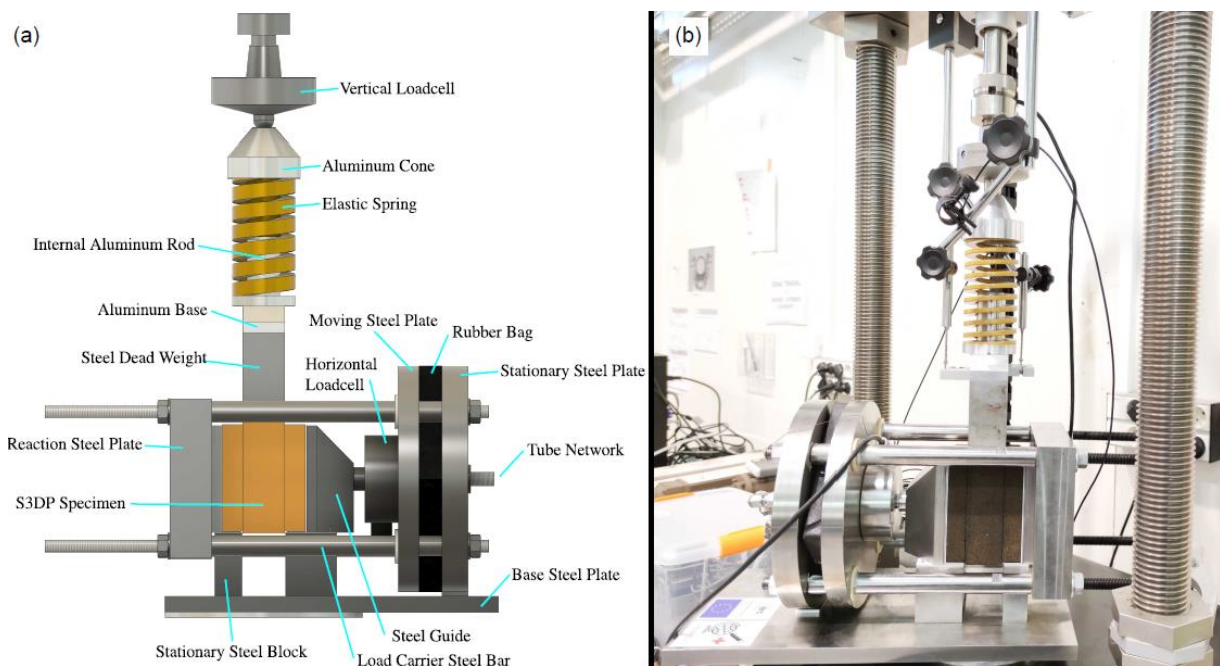 (a)
Vertical Loadcell
Aluminum Cone
Elastic Spring
Internal Aluminum Rod
Aluminum Base
Moving Steel Plate
Rubber Bag
Steel Dead Weight
Horizontal
Loadcell
Stationary Steel Plate
Reaction Steel Plate
Tube Network
S3DP Specimen
Base Steel Plate
Steel Guide
Stationary Steel Block
Load Carrier Steel Bar
(b)